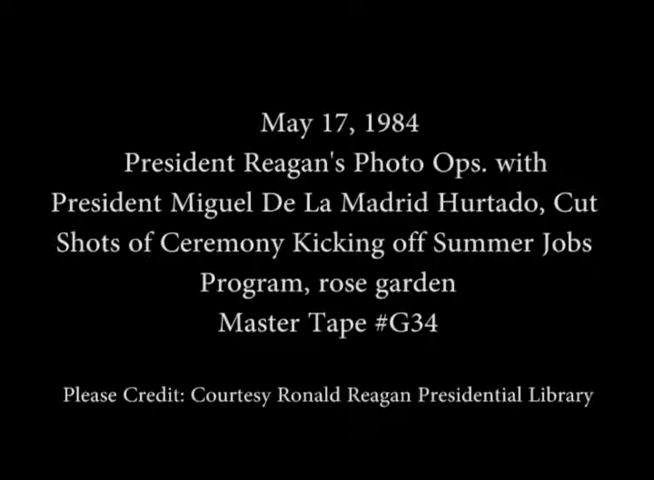 May 17, 1984
President Reagan's Photo Ops. with
President Miguel De La Madrid Hurtado, Cut
Shots of Ceremony Kicking off Summer Jobs
Program, rose garden
Master Tape #G34
Please Credit: Courtesy Ronald Reagan Presidential Library